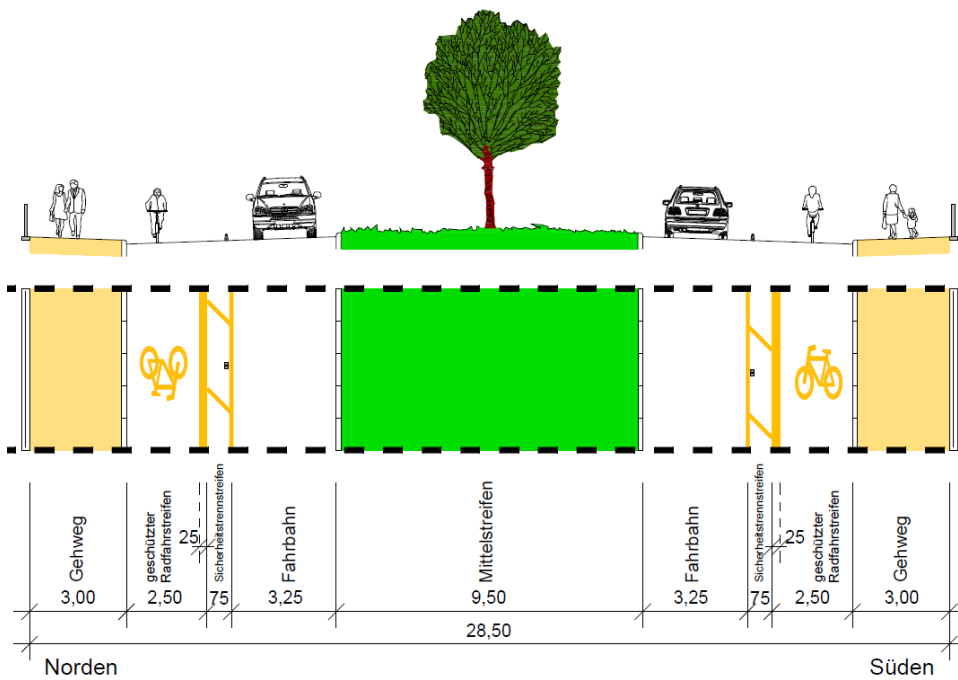 Gehweg
geschützter
Radfahrstreifen
25
Sicherheitstrennstreifen
Fahrbahn
Mittelstreifen
Fahrbahn
Sicherheitstrennstreifen
25
geschützter
Radfahrstreifen
Gehweg
3,00 2,50 75 3,25 9,50 3,25 75 2,50 3,00
28,50
Norden Süden